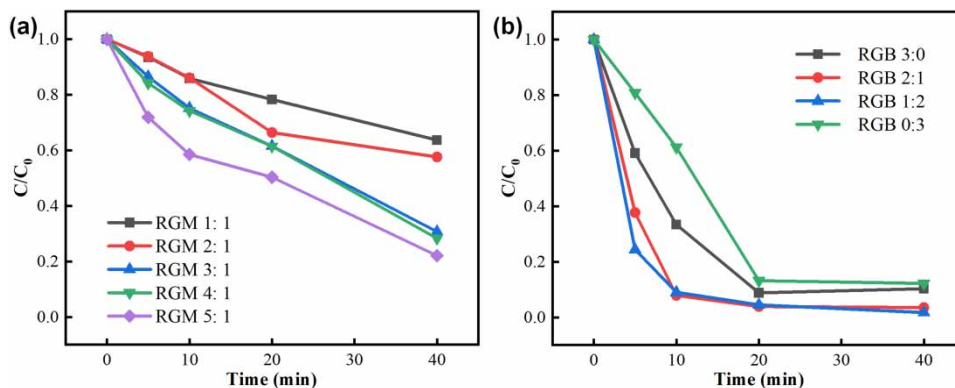 (a)
C/C0
1.0
0.8
0.6
0.4
0.2
0.0
RGM 1: 1
RGM 2: 1
RGM 3: 1
RGM 4: 1
RGM 5: 1
0 10 20 30 40
Time (min)
(b)
C/C0
1.0
0.8
0.6
0.4
0.2
0.0
RGB 3:0
RGB 2:1
RGB 1:2
RGB 0:3
0 10 20 30 40
Time (min)